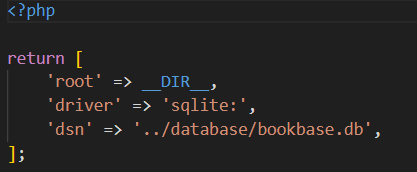 <?php
return [
'root' => __DIR__,
'driver' => 'sqlite:',
'dsn' => '../database/bookbase.db',
];